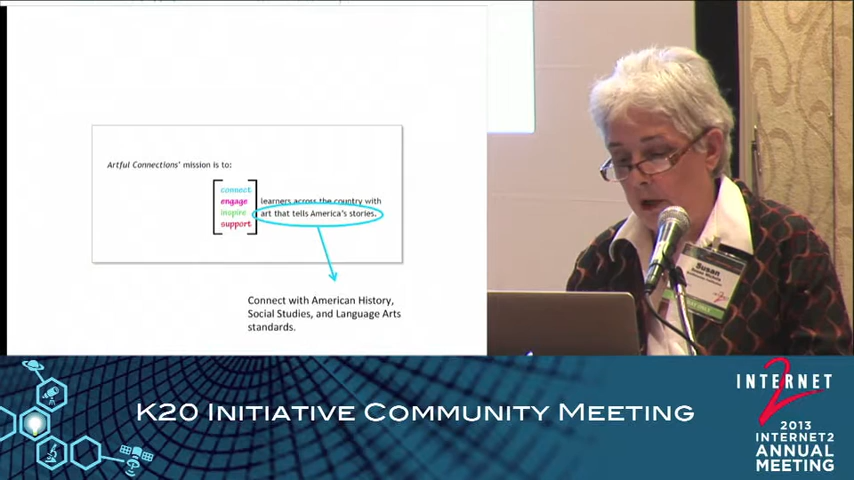 Artful Connections' mission is to:
connect
engage
inspire
support
learners across the country with
art that tells America's stories.
Connect with American History,
Social Studies, and Language Arts
standards.
Susan
K20 Initiative Community Meeting
INTERNET
2
2013
INTERNET2
ANNUAL
MEETING